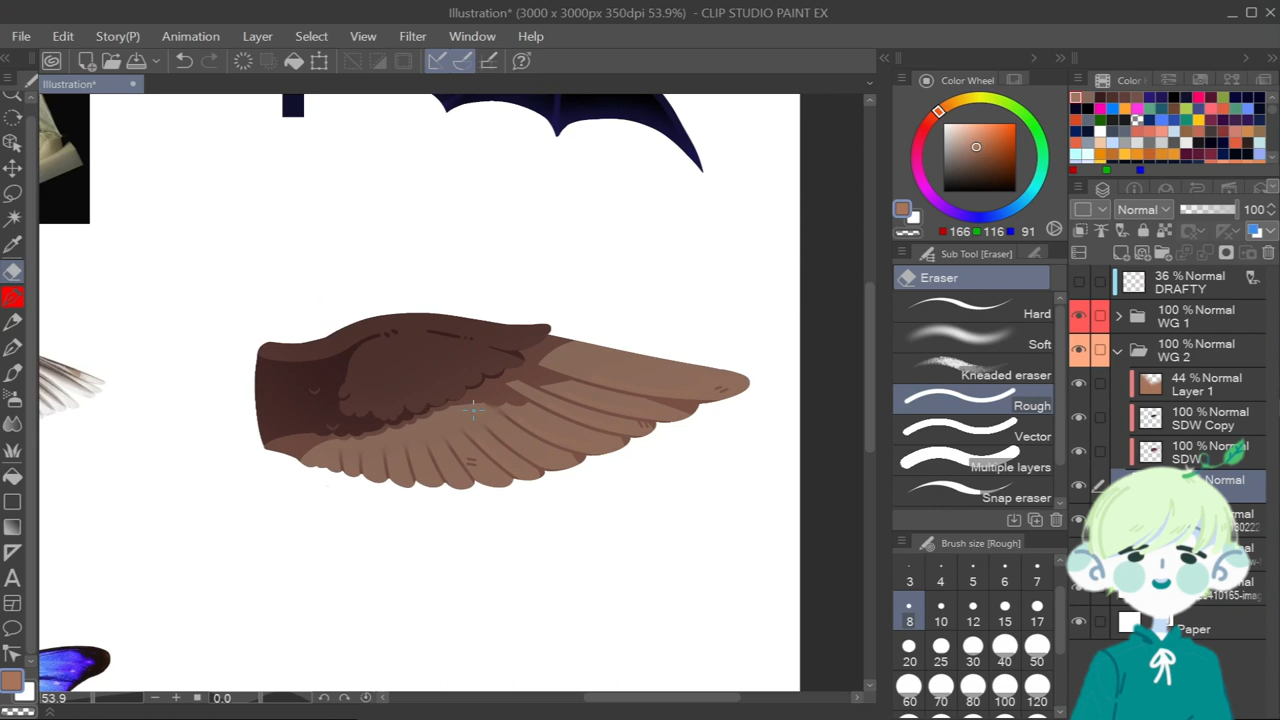 Illustration* (3000 x 3000px 350dpi 53.9%) - CLIP STUDIO PAINT EX
File Edit Story(P) Animation Layer Select View Filter Window Help
Illustration*
Color Wheel
Color
166 116 91
Normal 100
Sub Tool [Eraser]
Eraser
Hard
Soft
Kneaded eraser
Rough
Vector
Multiple layers
Snap eraser
Brush size [Rough]
3 4 5 6 7
8 10 12 15 17
20 25 30 40 50
60 70 80 100 120
36 % Normal
DRAFTY
100 % Normal
WG 1
100 % Normal
WG 2
44 % Normal
Layer 1
100 % Normal
SDW Copy
100 % Normal
SDW
Normal
Paper
53.9
0.0